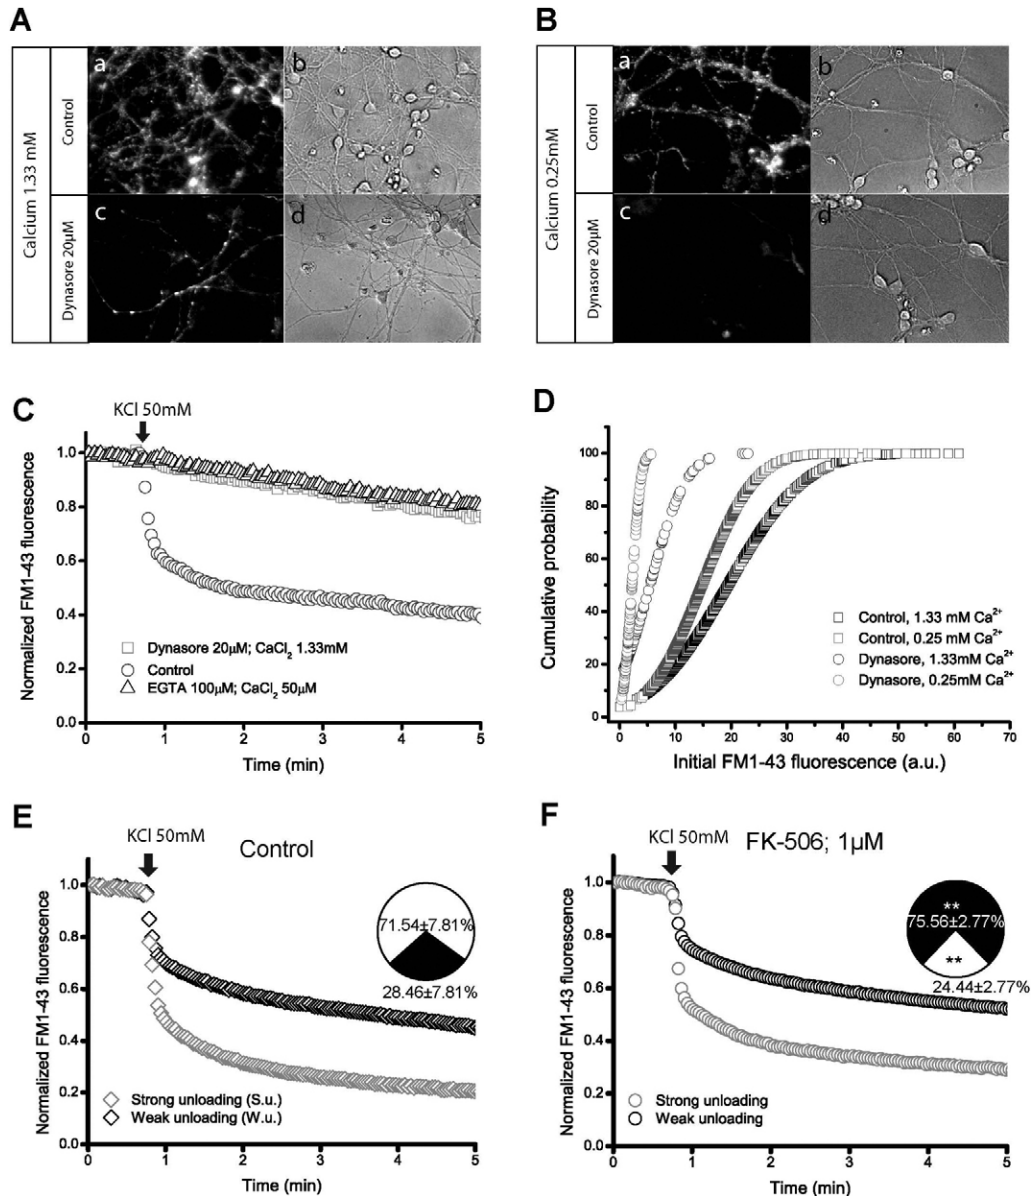 A
Calcium 1.33 mM
Control
Dynasore 20µM
a
b
c
d
B
Calcium 0.25mM
Control
Dynasore 20µM
a
b
c
d
C
KCl 50mM
Normalized FM1-43 fluorescence
1.0
0.8
0.6
0.4
0.2
0.0
Dynasore 20µM; CaCl₂ 1.33mM
Control
EGTA 100µM; CaCl₂ 50µM
0 1 2 3 4 5
Time (min)
D
Cumulative probability
100
80
60
40
20
0
Control, 1.33 mM Ca²⁺
Control, 0.25 mM Ca²⁺
Dynasore, 1.33mM Ca²⁺
Dynasore, 0.25mM Ca²⁺
0 10 20 30 40 50 60 70
Initial FM1-43 fluorescence (a.u.)
E
KCl 50mM
Control
Normalized FM1-43 fluorescence
1.0
0.8
0.6
0.4
0.2
0.0
71.54±7.81%
28.46±7.81%
Strong unloading (S.u.)
Weak unloading (W.u.)
0 1 2 3 4 5
Time (min)
F
KCl 50mM
FK-506; 1µM
Normalized FM1-43 fluorescence
1.0
0.8
0.6
0.4
0.2
0.0
**
75.56±2.77%
**
24.44±2.77%
Strong unloading
Weak unloading
0 1 2 3 4 5
Time (min)